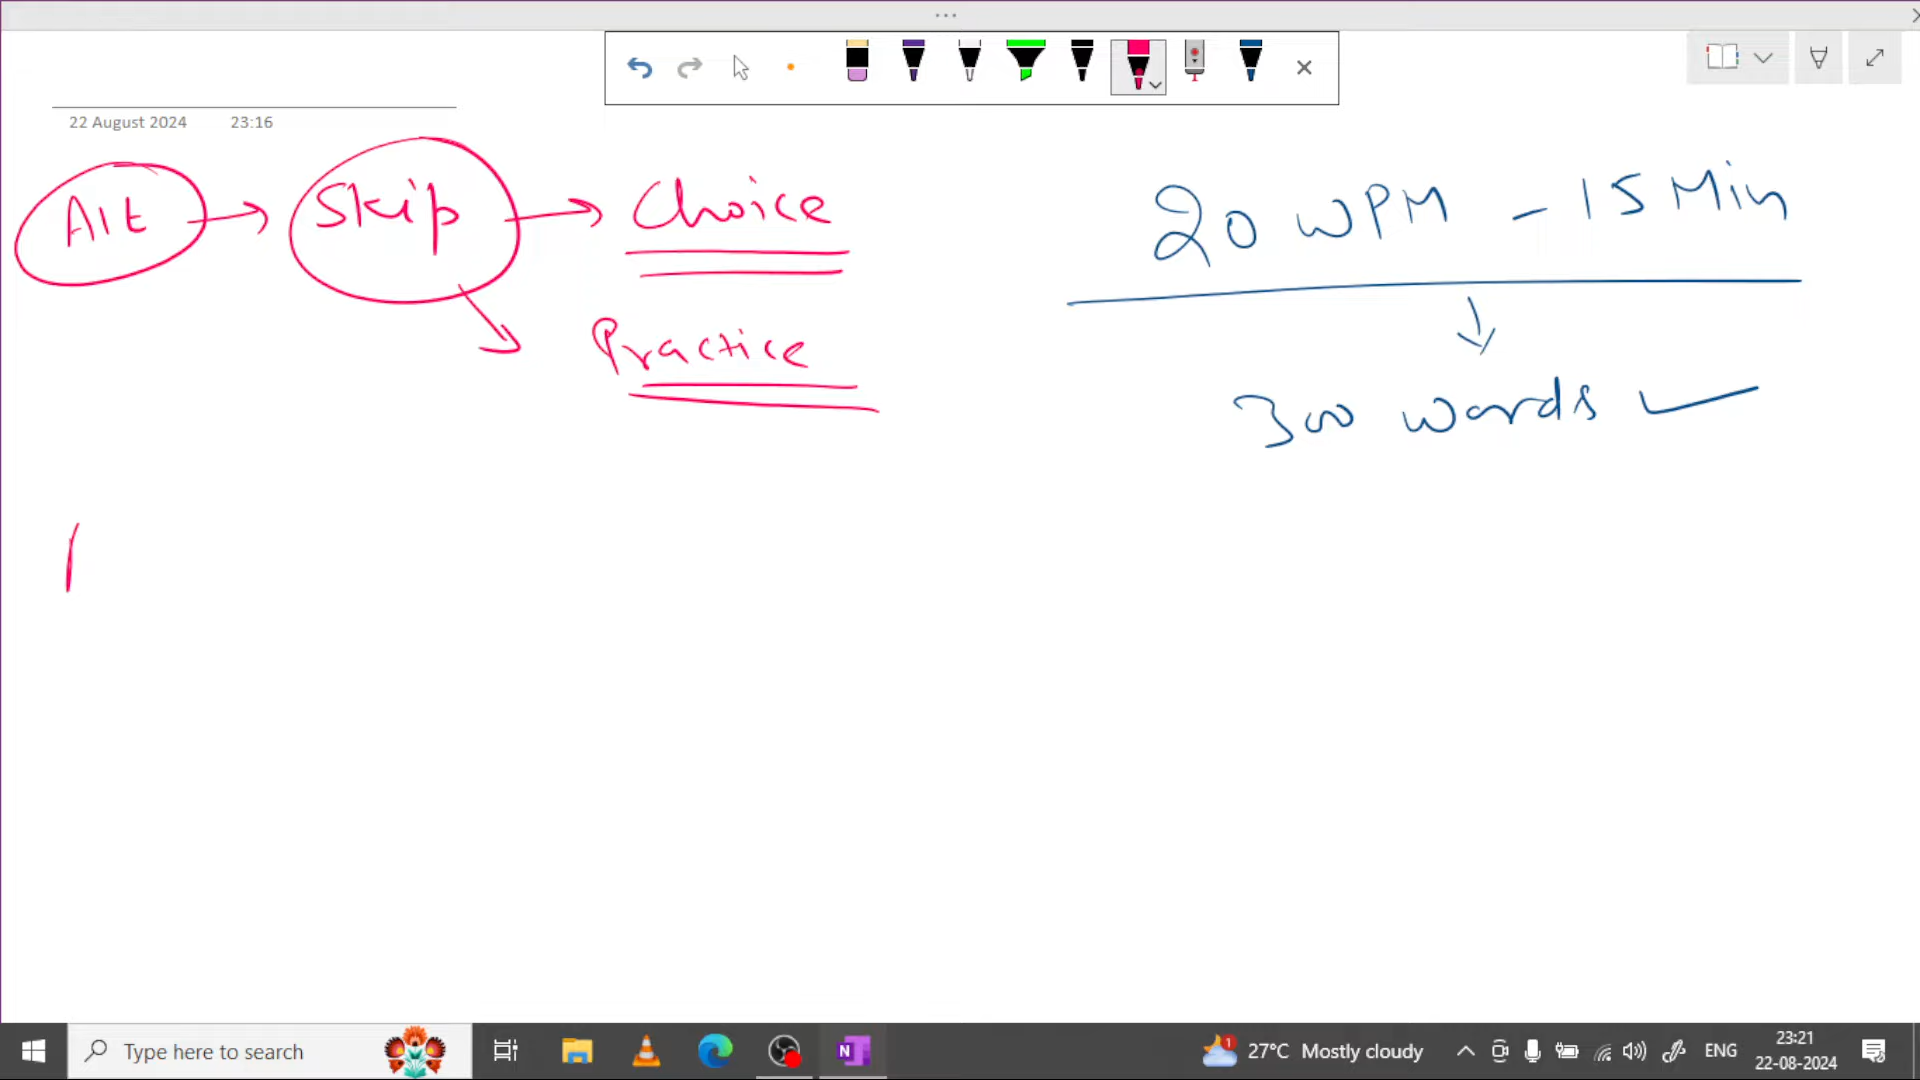 22 August 2024 23:16
Alt → Skip → Choice
Practice
20 WPM - 15 Min
300 words
Type here to search
1
27°C Mostly cloudy
ENG
23:21
22-08-2024